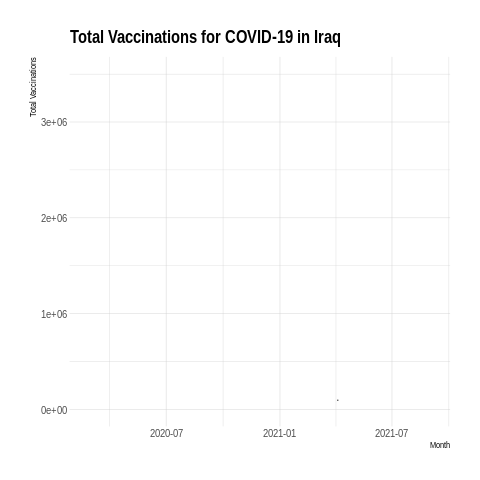 Total Vaccinations for COVID-19 in Iraq
Total Vaccinations
3e+06
2e+06
1e+06
0e+00
2020-07
2021-01
2021-07
Month